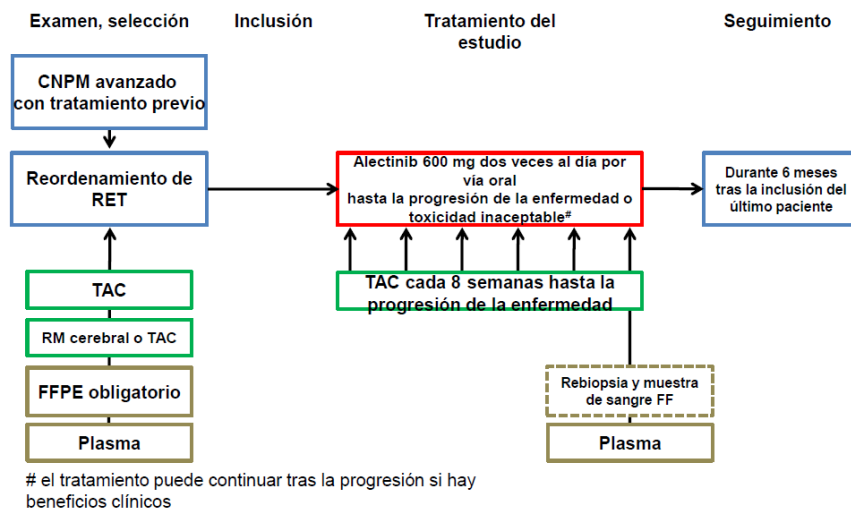 Examen, selección
Inclusión
Tratamiento del
estudio
Seguimiento
CNPM avanzado
con tratamiento previo
Reordenamiento de
RET
Alectinib 600 mg dos veces al día por
vía oral
hasta la progresión de la enfermedad o
toxicidad inaceptable#
Durante 6 meses
tras la inclusión del
último paciente
TAC
TAC cada 8 semanas hasta la
progresión de la enfermedad
RM cerebral o TAC
FFPE obligatorio
Rebiopsia y muestra
de sangre FF
Plasma
Plasma
# el tratamiento puede continuar tras la progresión si hay
beneficios clínicos